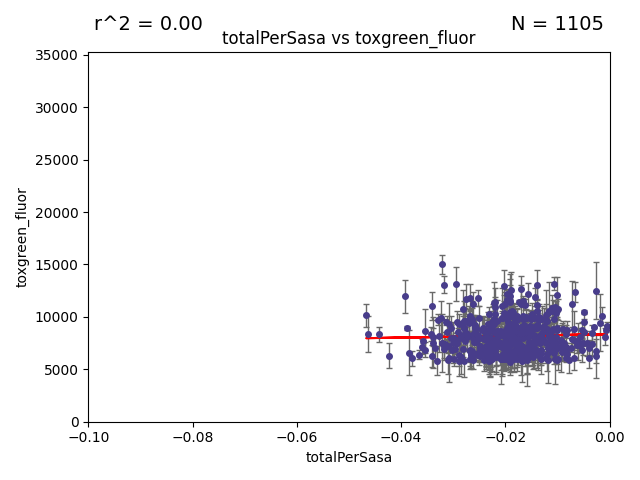 r^2 = 0.00
N = 1105
totalPerSasa vs toxgreen_fluor
35000
30000
25000
20000
15000
10000
5000
0
toxgreen_fluor
−0.10
−0.08
−0.06
−0.04
−0.02
0.00
totalPerSasa